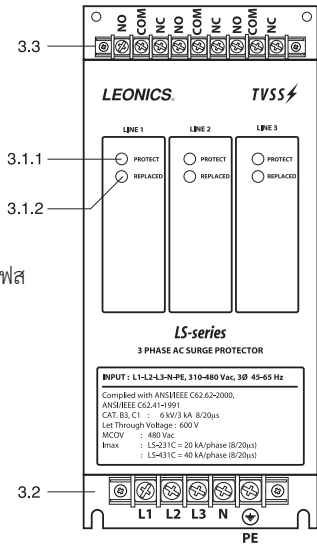 NO COM NC NO COM NC NO COM NC
3.3
LEONICS. TVSS
LINE 1 LINE 2 LINE 3
3.1.1 PROTECT PROTECT PROTECT
3.1.2 REPLACED REPLACED REPLACED
ฟส
LS-series
3 PHASE AC SURGE PROTECTOR
INPUT : L1-L2-L3-N-PE, 310-480 Vac, 3Ø 45-65 Hz
Complied with ANSI/IEEE C62.62-2000,
ANSI/IEEE C62.41-1991
CAT. B3, C1 : 6 kV/3 kA 8/20µs
Let Through Voltage : 600 V
MCOV : 480 Vac
Imax : LS-231C = 20 kA/phase (8/20µs)
: LS-431C = 40 kA/phase (8/20µs)
3.2
L1 L2 L3 N
PE